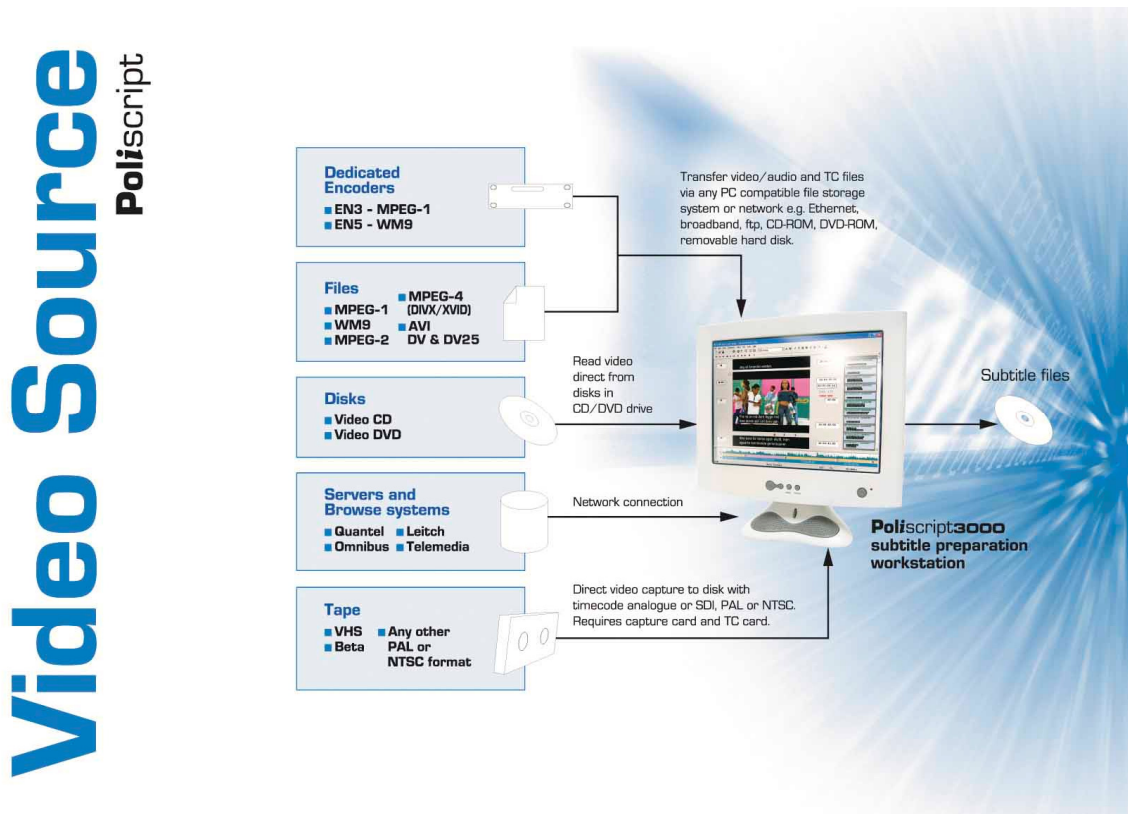 Video Source
Poliscript
Dedicated
Encoders
■ EN3 - MPEG-1
■ EN5 - WM9
Files
■ MPEG-1
■ WM9
■ MPEG-2
■ MPEG-4
(DIVX/XVID)
■ AVI
DV & DV25
Disks
■ Video CD
■ Video DVD
Servers and
Browse systems
■ Quantel ■ Leitch
■ Omnibus ■ Telemedia
Tape
■ VHS
■ Beta
■ Any other
PAL or
NTSC format
Transfer video/audio and TC files
via any PC compatible file storage
system or network e.g. Ethernet,
broadband, ftp, CD-ROM, DVD-ROM,
removable hard disk.
Read video
direct from
disks in
CD/DVD drive
Network connection
Direct video capture to disk with
timecode analogue or SDI, PAL or NTSC.
Requires capture card and TC card.
Subtitle files
Poliscript3000
subtitle preparation
workstation